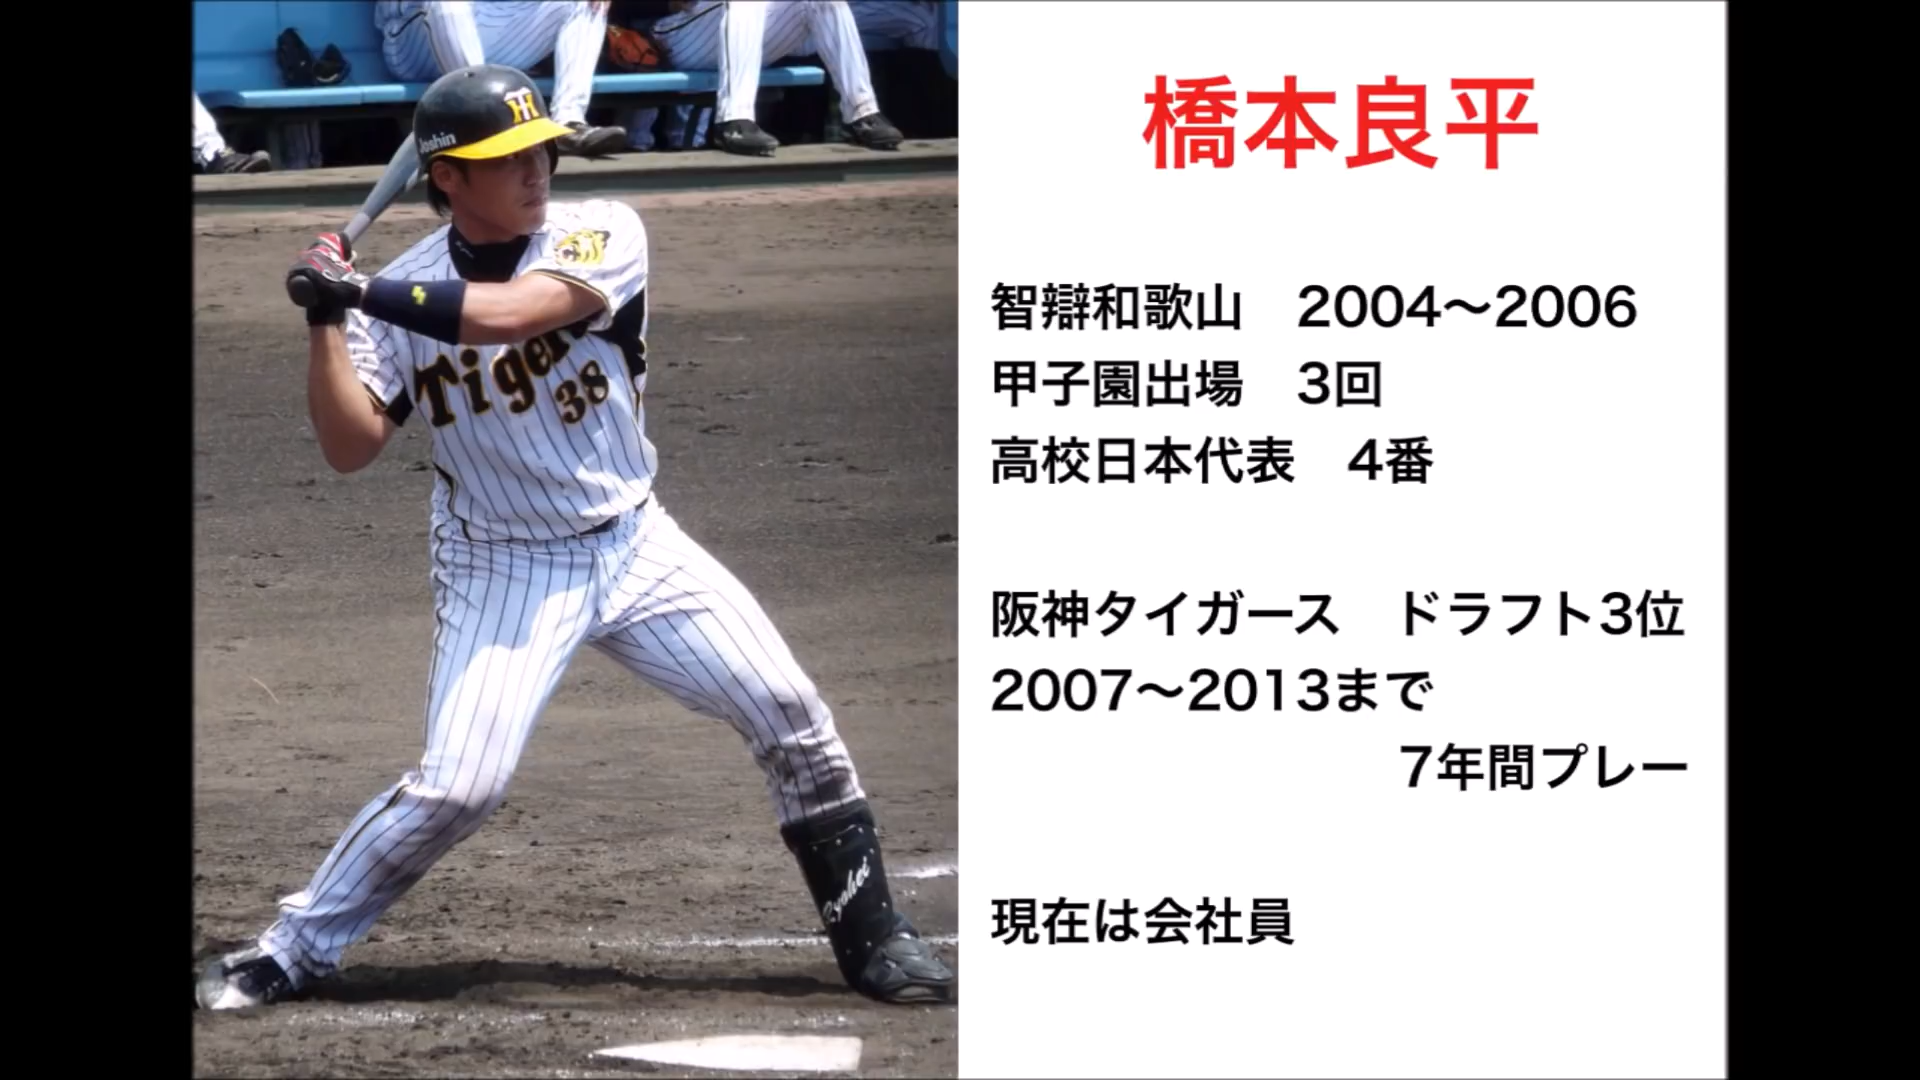 橋本良平
智辯和歌山　2004〜2006
甲子園出場　3回
高校日本代表　4番
阪神タイガース　ドラフト3位
2007〜2013まで
7年間プレー
現在は会社員
HT
Joshin
Tigers
38
Ryohei